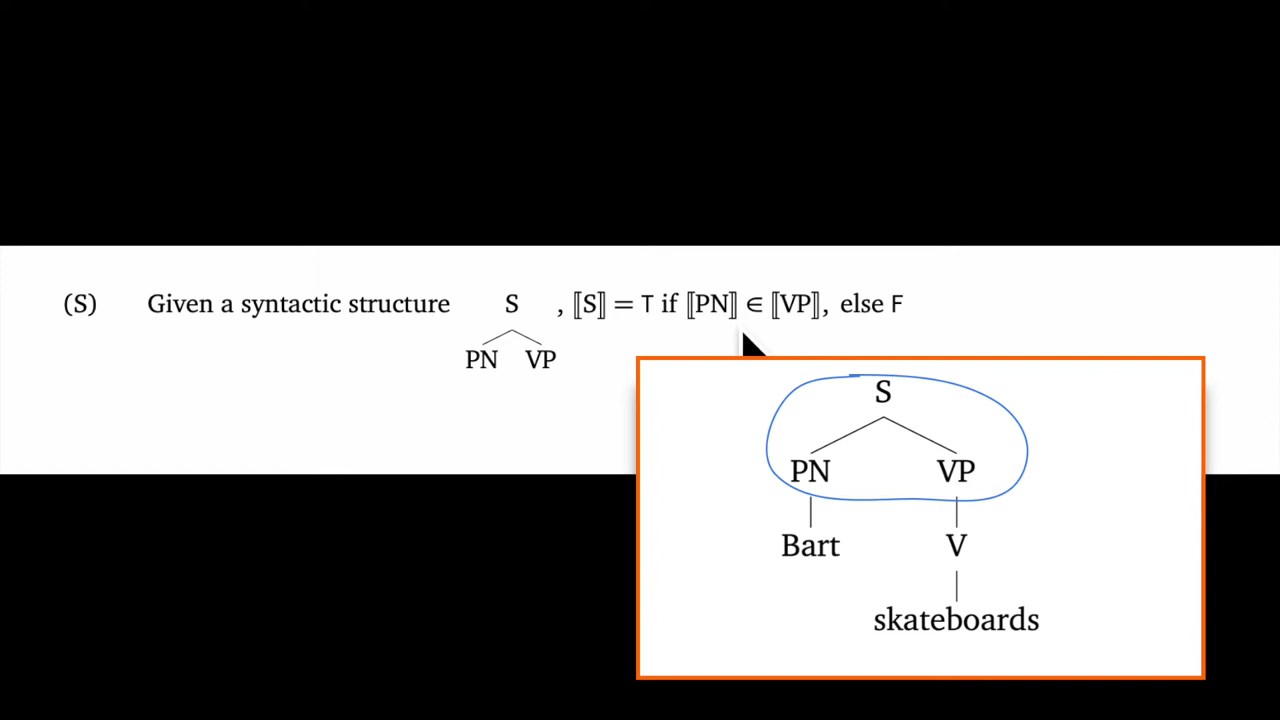 (S) Given a syntactic structure S , ⟦S⟧ = T if ⟦PN⟧ ∈ ⟦VP⟧, else F
PN VP
S
PN VP
Bart V
skateboards